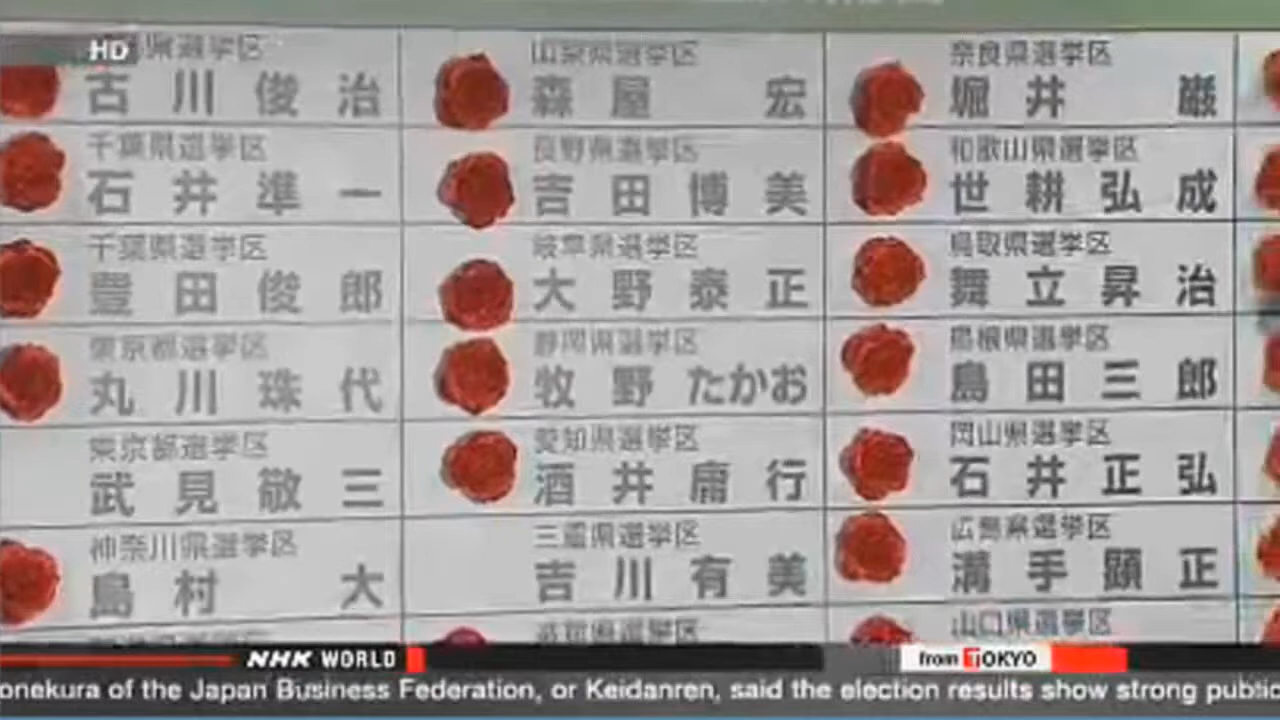 HD
県選挙区
古川俊治
千葉県選挙区
石井準一
千葉県選挙区
豊田俊郎
東京都選挙区
丸川珠代
東京都選挙区
武見敬三
神奈川県選挙区
島村 大
山梨県選挙区
森屋 宏
長野県選挙区
吉田博美
岐阜県選挙区
大野泰正
静岡県選挙区
牧野たかお
愛知県選挙区
酒井庸行
三重県選挙区
吉川有美
滋賀県選挙区
奈良県選挙区
堀井 巌
和歌山県選挙区
世耕弘成
鳥取県選挙区
舞立昇治
島根県選挙区
島田三郎
岡山県選挙区
石井正弘
広島県選挙区
溝手顕正
山口県選挙区
NHK WORLD
from TOKYO
onekura of the Japan Business Federation, or Keidanren, said the election results show strong public